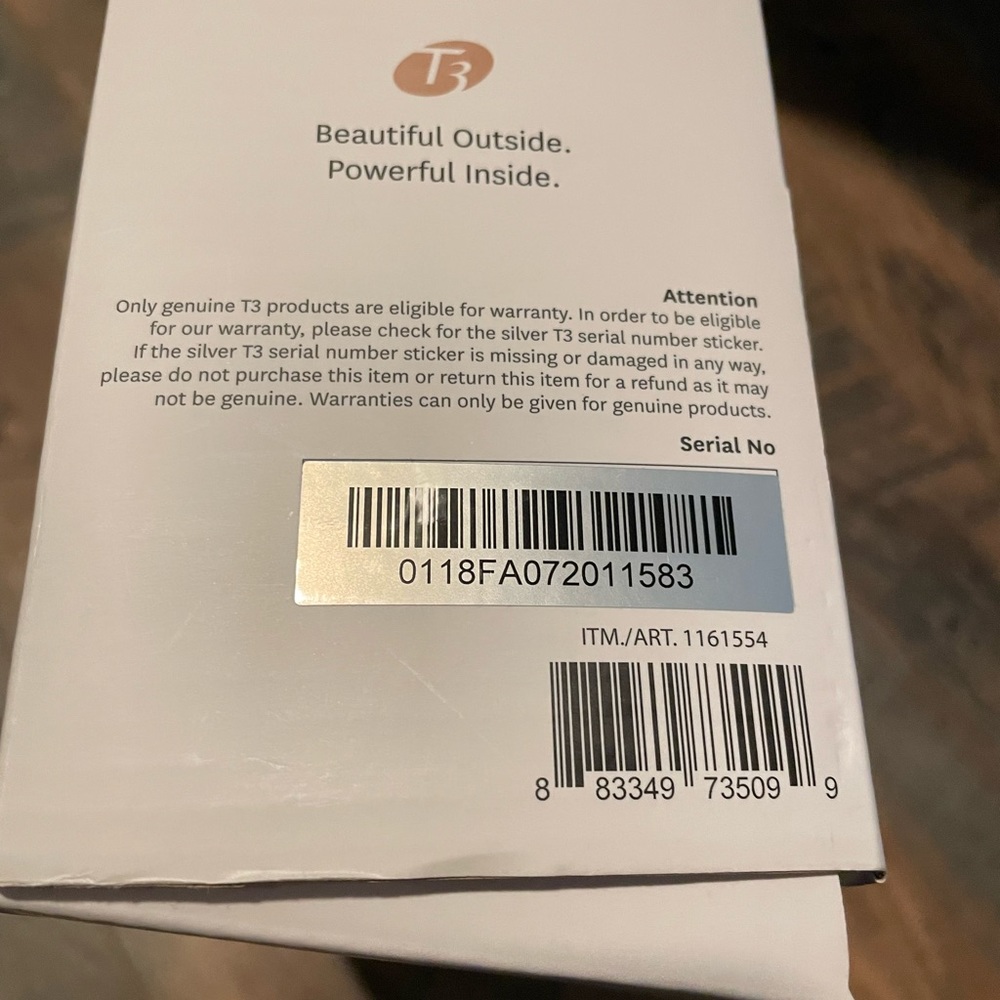 T3
Beautiful Outside.
Powerful Inside.
Attention
Only genuine T3 products are eligible for warranty. In order to be eligible
for our warranty, please check for the silver T3 serial number sticker.
If the silver T3 serial number sticker is missing or damaged in any way,
please do not purchase this item or return this item for a refund as it may
not be genuine. Warranties can only be given for genuine products.
Serial No
0118FA072011583
ITM./ART. 1161554
8 83349 73509 9